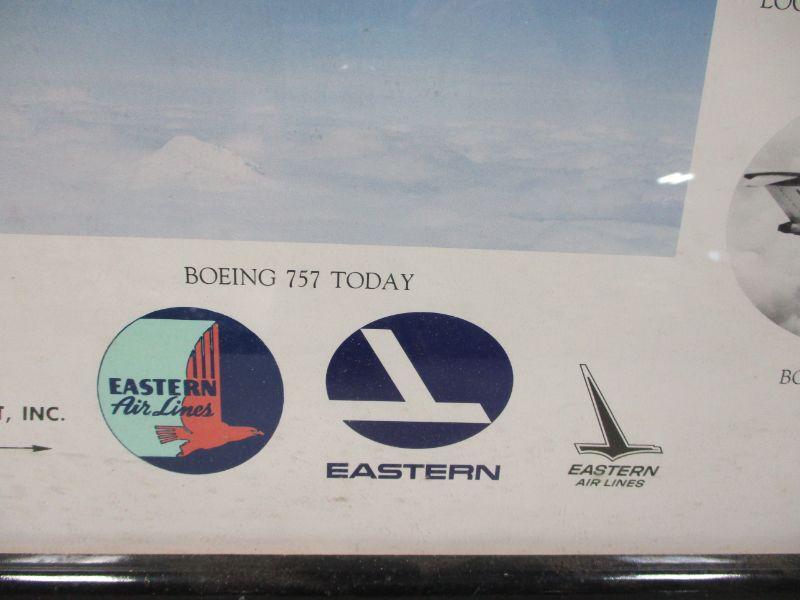 BOEING 757 TODAY
EASTERN
Air Lines
, INC.
EASTERN
EASTERN
AIR LINES